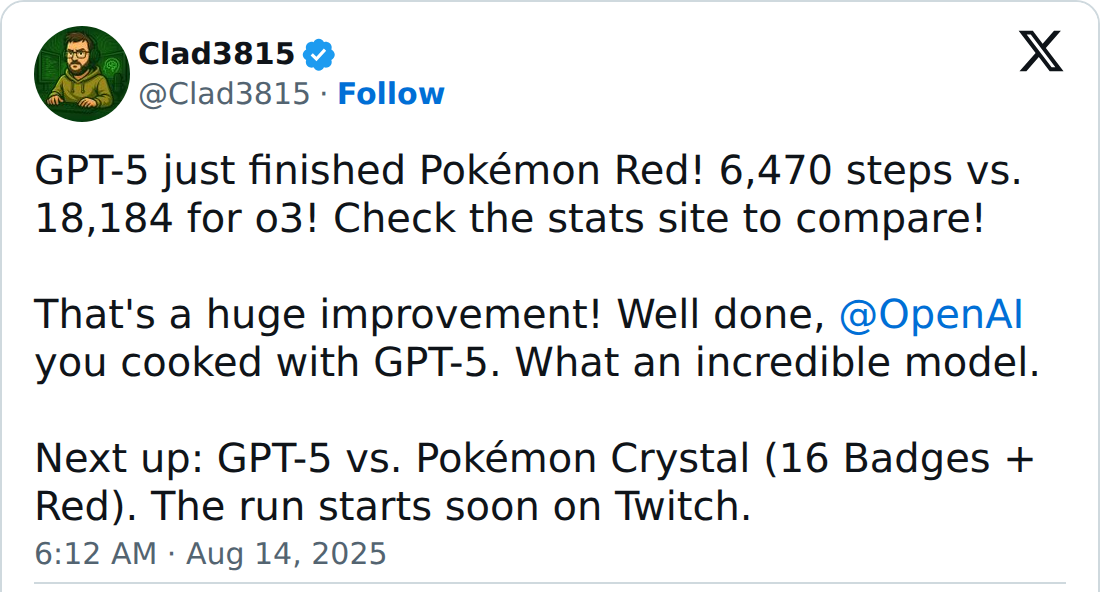 Clad3815
@Clad3815 · Follow
GPT-5 just finished Pokémon Red! 6,470 steps vs.
18,184 for o3! Check the stats site to compare!
That's a huge improvement! Well done, @OpenAI
you cooked with GPT-5. What an incredible model.
Next up: GPT-5 vs. Pokémon Crystal (16 Badges +
Red). The run starts soon on Twitch.
6:12 AM · Aug 14, 2025